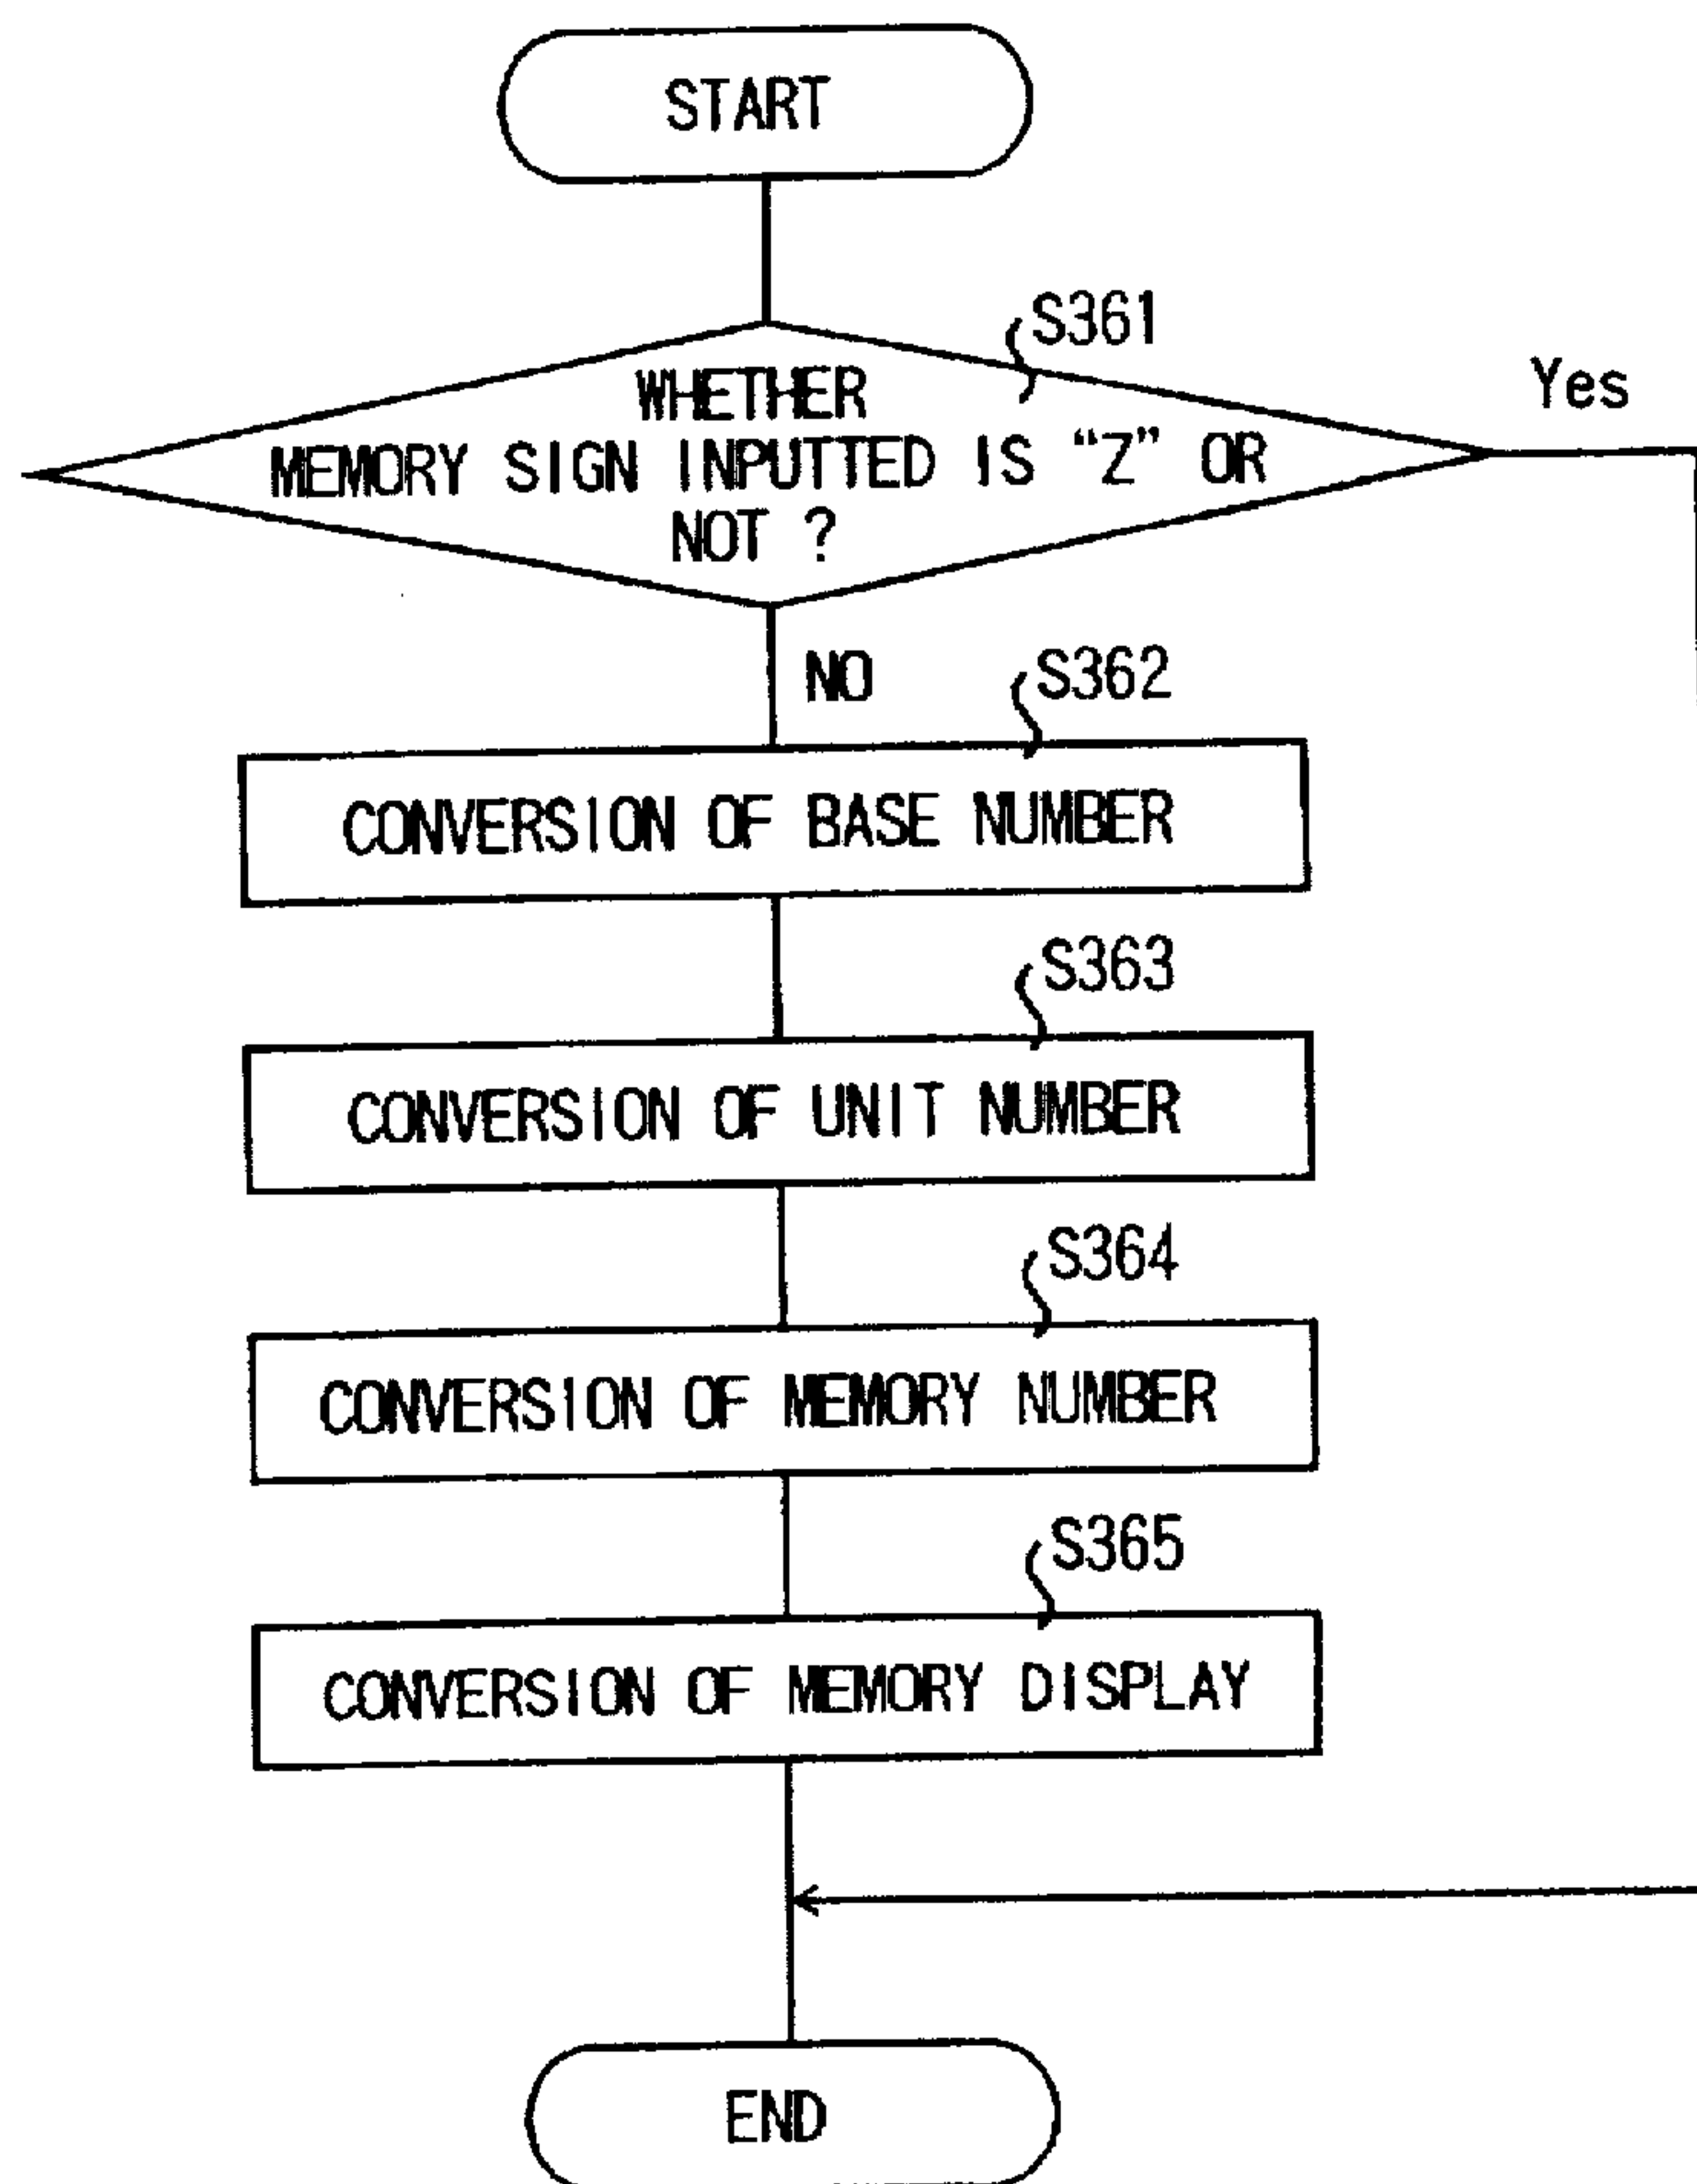 START
S361
Yes
WHETHER
MEMORY SIGN INPUTTED IS “Z” OR
NOT ?
NO
S362
CONVERSION OF BASE NUMBER
S363
CONVERSION OF UNIT NUMBER
S364
CONVERSION OF MEMORY NUMBER
S365
CONVERSION OF MEMORY DISPLAY
END